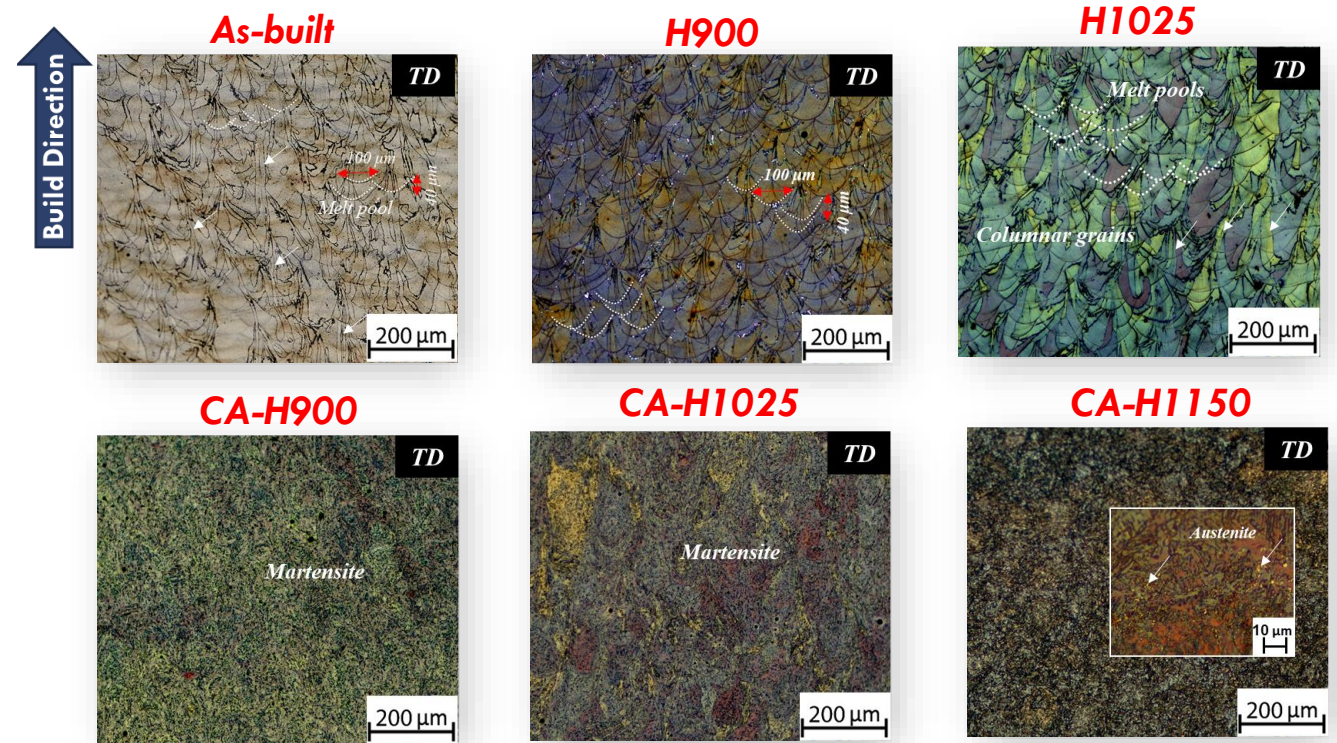 Build Direction
As-built
TD
100 μm
40 μm
Melt pool
200 μm
H900
TD
100 μm
40 μm
200 μm
H1025
TD
Melt pools
Columnar grains
200 μm
CA-H900
TD
Martensite
200 μm
CA-H1025
TD
Martensite
200 μm
CA-H1150
TD
Austenite
10 μm
200 μm